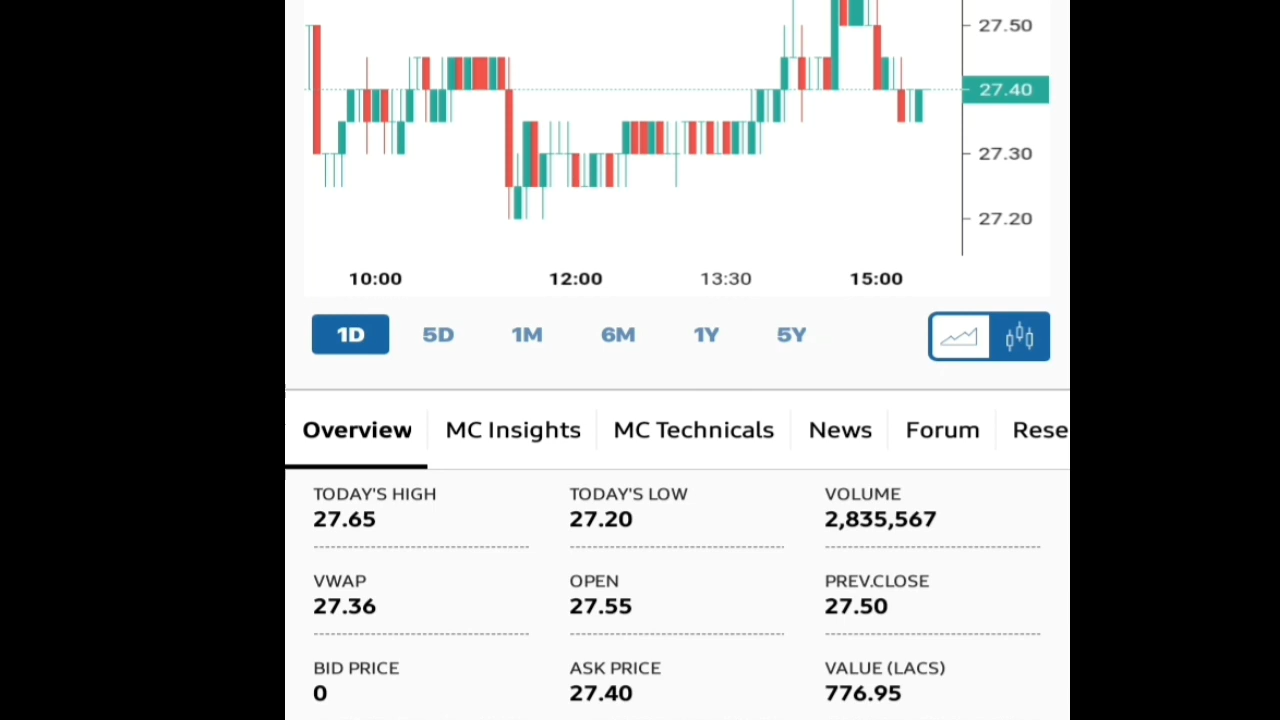 27.50
27.40
27.30
27.20
10:00 12:00 13:30 15:00
1D 5D 1M 6M 1Y 5Y
Overview MC Insights MC Technicals News Forum Rese
TODAY'S HIGH TODAY'S LOW VOLUME
27.65 27.20 2,835,567
VWAP OPEN PREV.CLOSE
27.36 27.55 27.50
BID PRICE ASK PRICE VALUE (LACS)
0 27.40 776.95